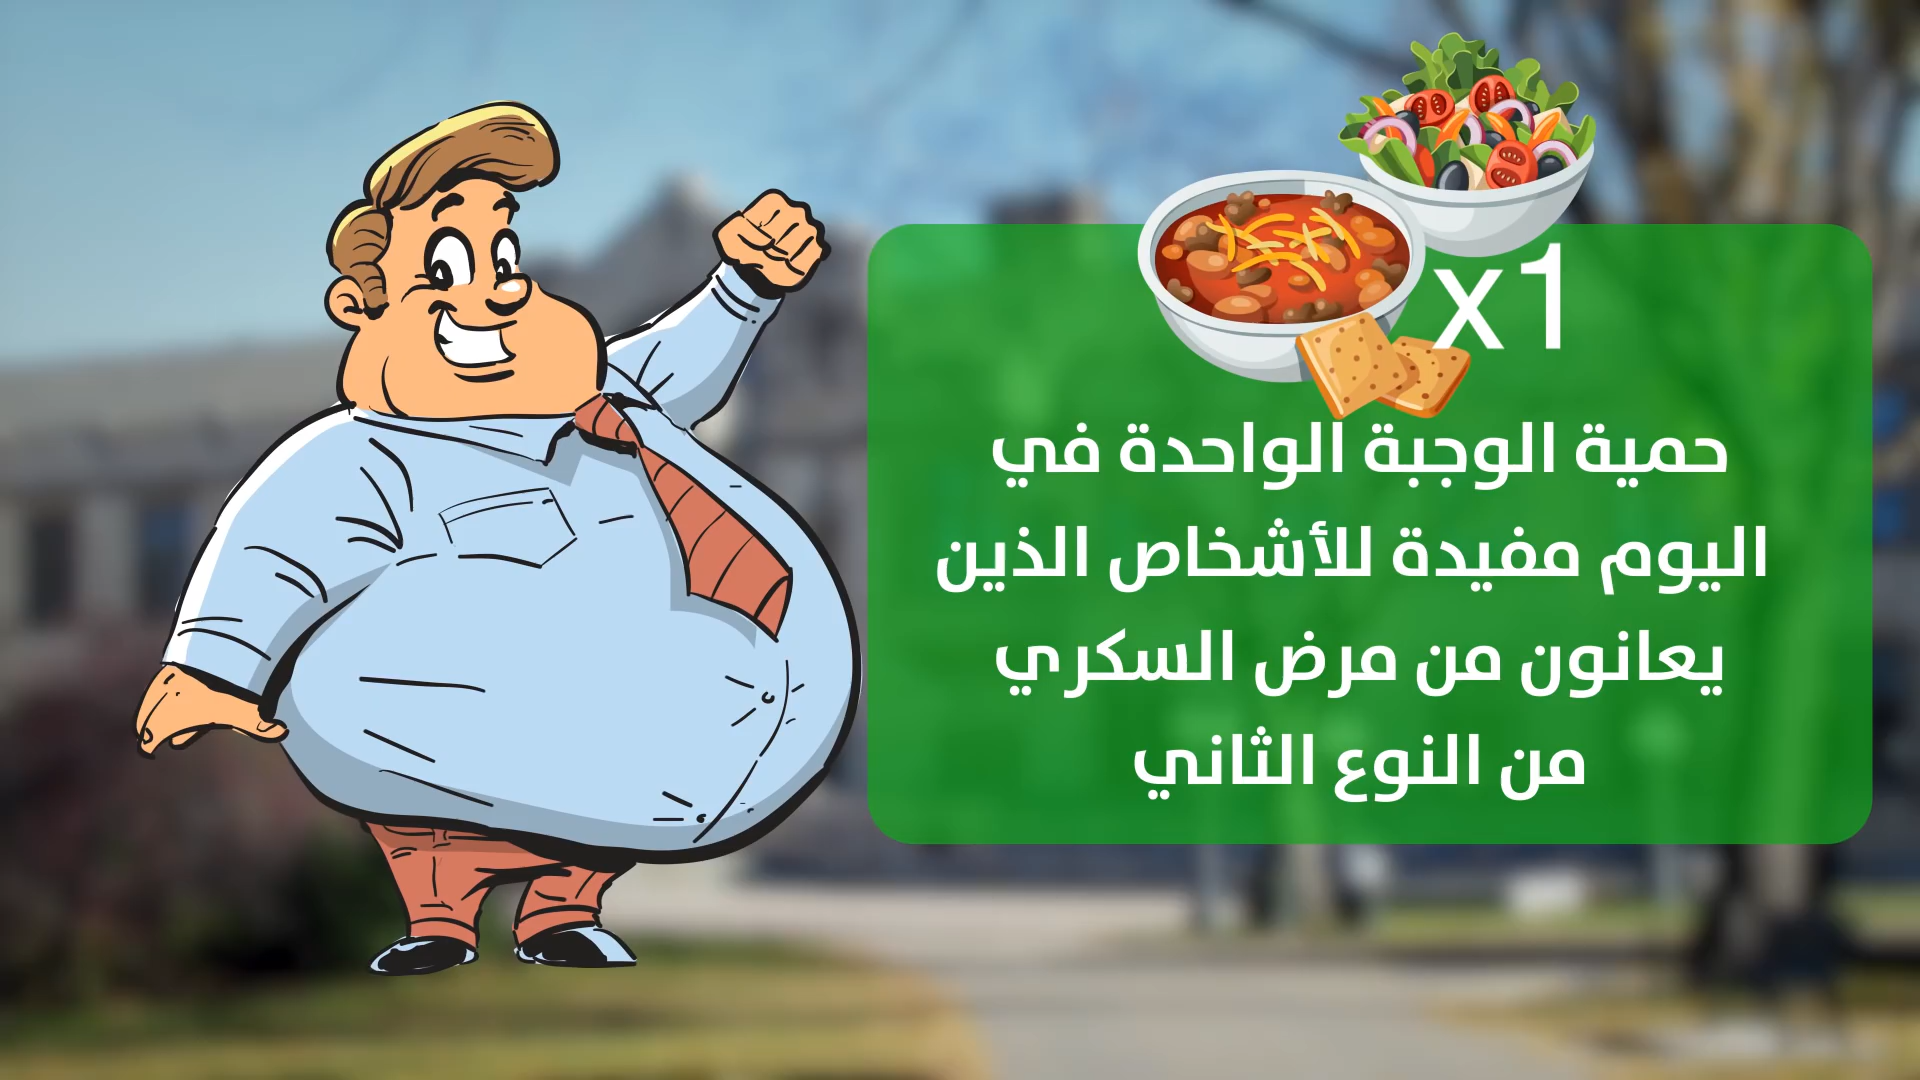 x1
حمية الوجبة الواحدة في
اليوم مفيدة للأشخاص الذين
يعانون من مرض السكري
من النوع الثاني